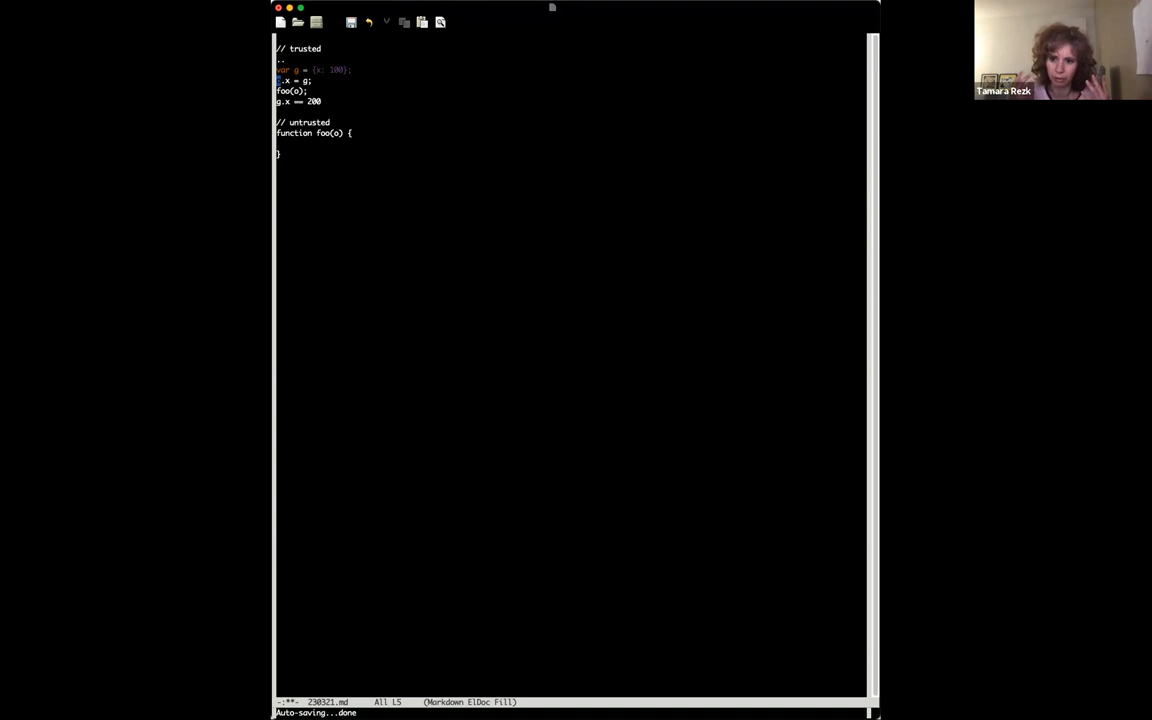 // trusted
..
var g = {x: 100};
.x = g;
foo(o);
g.x == 200
// untrusted
function foo(o) {
}
Tamara Rezk
-:**- 230321.md All L5 (Markdown ElDoc Fill)
Auto-saving...done